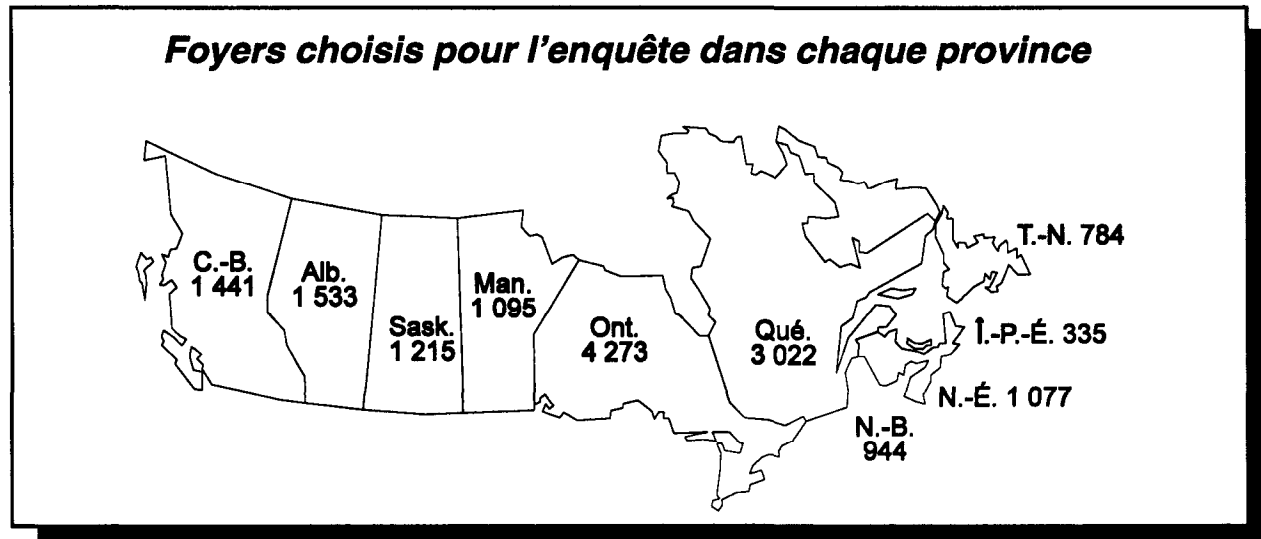 Foyers choisis pour l'enquête dans chaque province
C.-B.
1 441
Alb.
1 533
Sask.
1 215
Man.
1 095
Ont.
4 273
Qué.
3 022
T.-N. 784
Î.-P.-É. 335
N.-É. 1 077
N.-B.
944